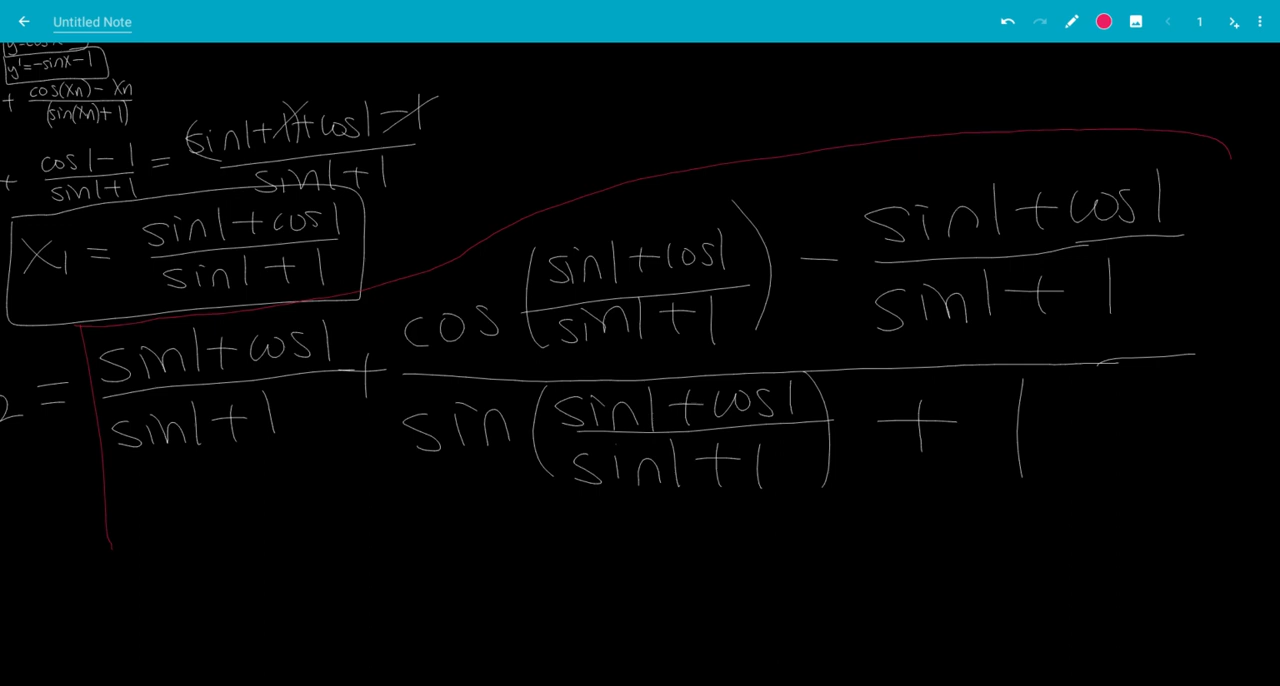 Untitled Note
1
y'=-sinx-1
+ cos(xn)-xn / (sin(xn)+1)
+ cos1-1 / sin1+1 = sin1+1+cos1-1 / sin1+1
x1 = sin1+cos1 / sin1+1
2 = sin1+cos1 / sin1+1 + cos(sin1+cos1 / sin1+1) - sin1+cos1 / sin1+1 / sin(sin1+cos1 / sin1+1) + 1